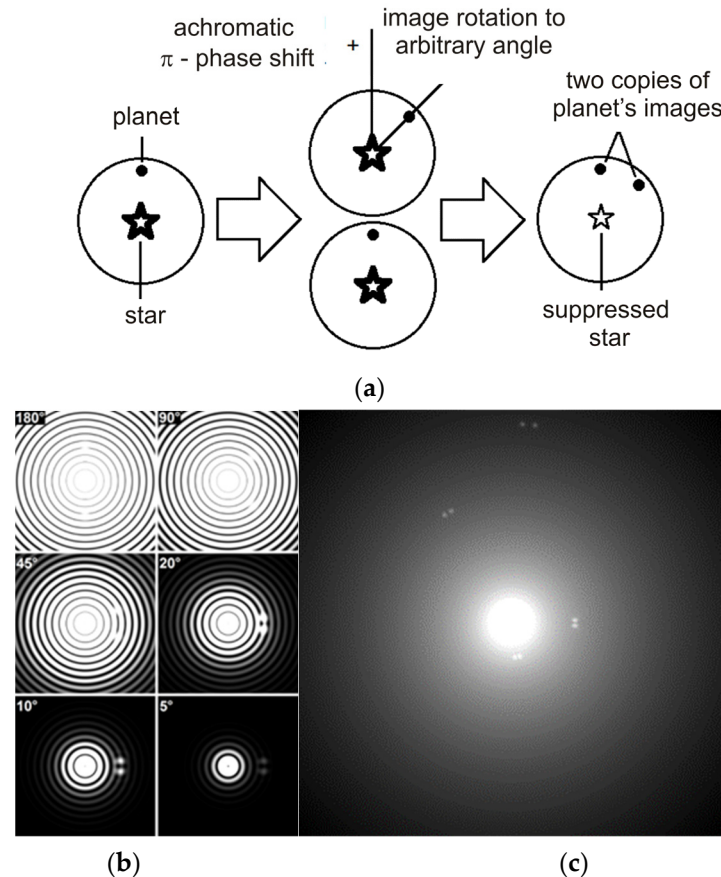 achromatic
π - phase shift
+
image rotation to
arbitrary angle
planet
two copies of
planet's images
star
suppressed
star
(a)
180°
90°
45°
20°
10°
5°
(b)
(c)